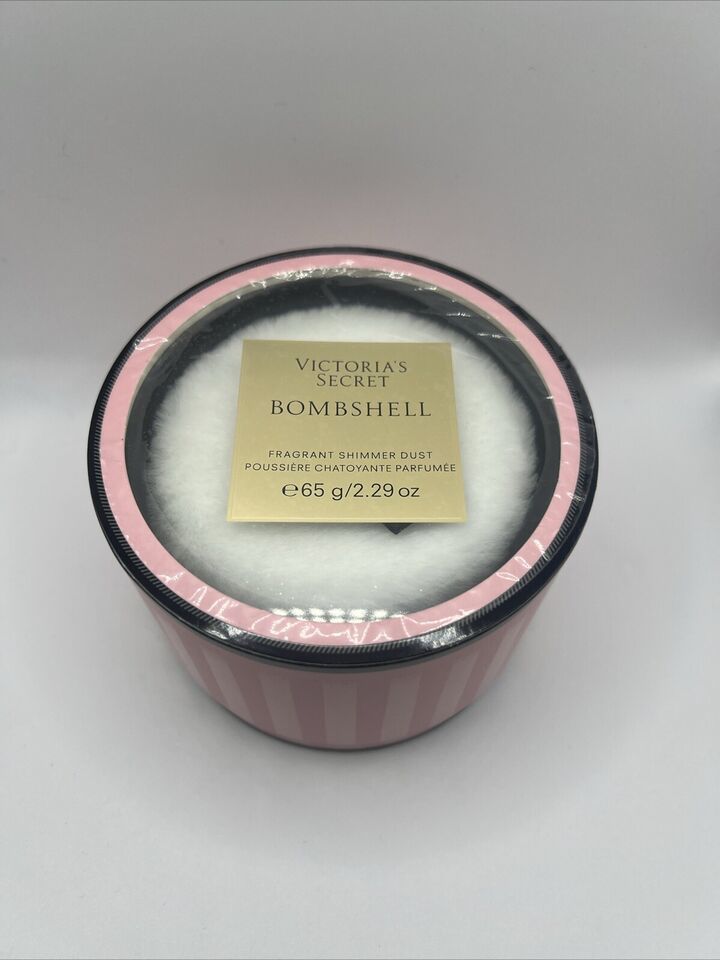 VICTORIA'S
SECRET
BOMBSHELL
FRAGRANT SHIMMER DUST
POUSSIÈRE CHATOYANTE PARFUMÉE
℮65 g/2.29 oz